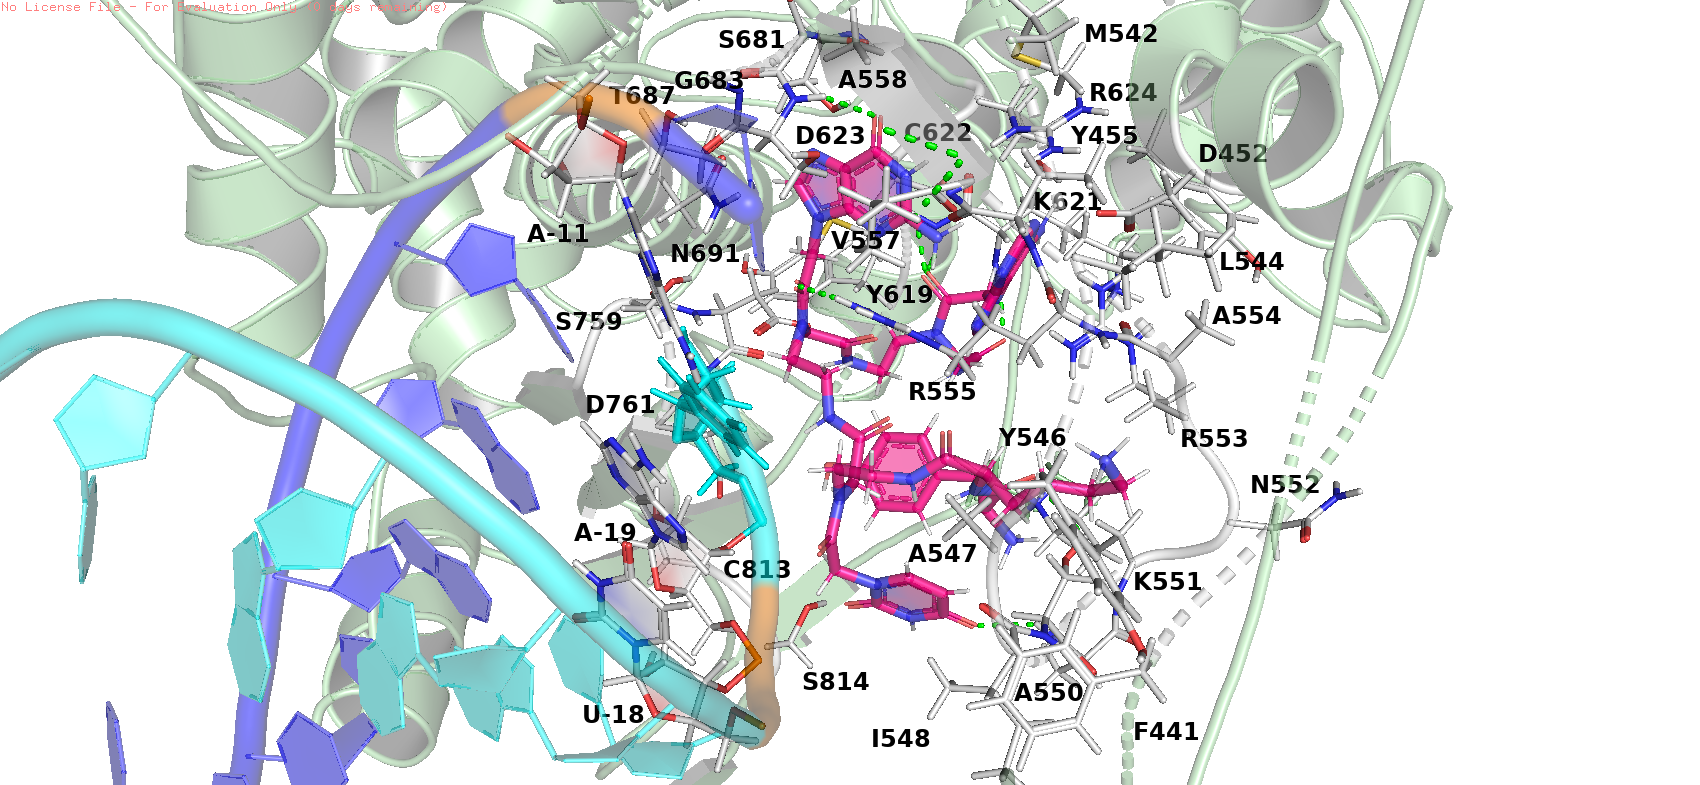 No License File - For Evaluation Only (0 days remaining)
S681
M542
G683
A558
T687
R624
D623
C622
Y455
D452
K621
A-11
N691
V557
L544
Y619
S759
A554
R555
D761
Y546
R553
N552
A-19
A547
C813
K551
S814
A550
U-18
I548
F441